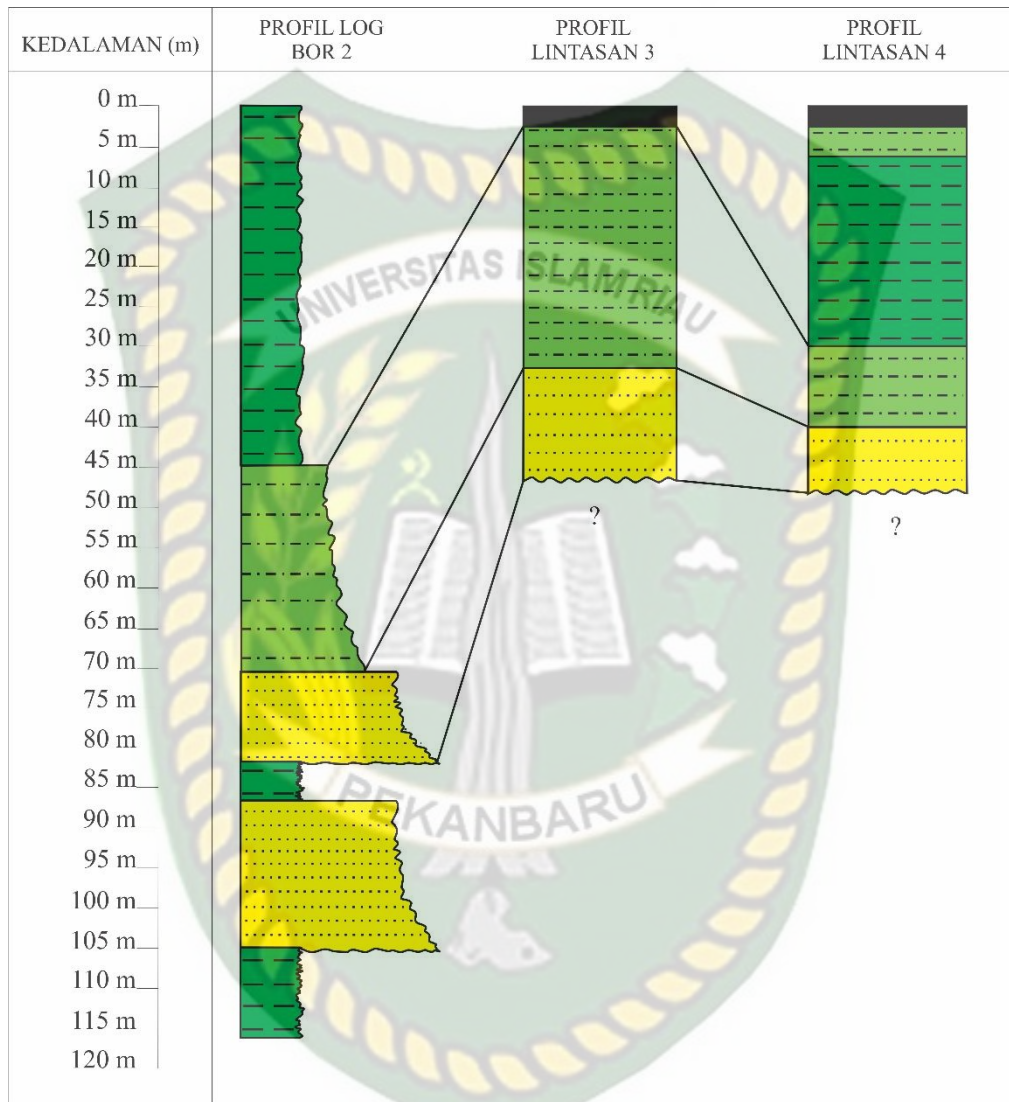 KEDALAMAN (m)
PROFIL LOG
BOR 2
PROFIL
LINTASAN 3
PROFIL
LINTASAN 4
0 m
5 m
10 m
15 m
20 m
25 m
30 m
35 m
40 m
45 m
50 m
55 m
60 m
65 m
70 m
75 m
80 m
85 m
90 m
95 m
100 m
105 m
110 m
115 m
120 m
?
?
UNIVERSITAS ISLAM RIAU
PEKANBARU